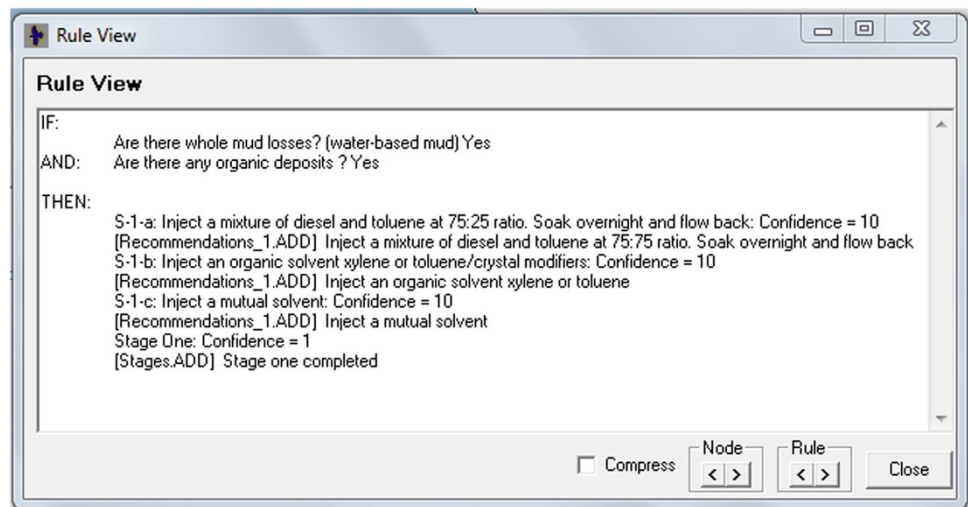 Rule View
Rule View
IF:
Are there whole mud losses? (water-based mud) Yes
AND: Are there any organic deposits ? Yes
THEN:
S-1-a: Inject a mixture of diesel and toluene at 75:25 ratio. Soak overnight and flow back: Confidence = 10
[Recommendations_1.ADD] Inject a mixture of diesel and toluene at 75:75 ratio. Soak overnight and flow back
S-1-b: Inject an organic solvent xylene or toluene/crystal modifiers: Confidence = 10
[Recommendations_1.ADD] Inject an organic solvent xylene or toluene
S-1-c: Inject a mutual solvent: Confidence = 10
[Recommendations_1.ADD] Inject a mutual solvent
Stage One: Confidence = 1
[Stages.ADD] Stage one completed
Compress
Node
< >
Rule
< >
Close